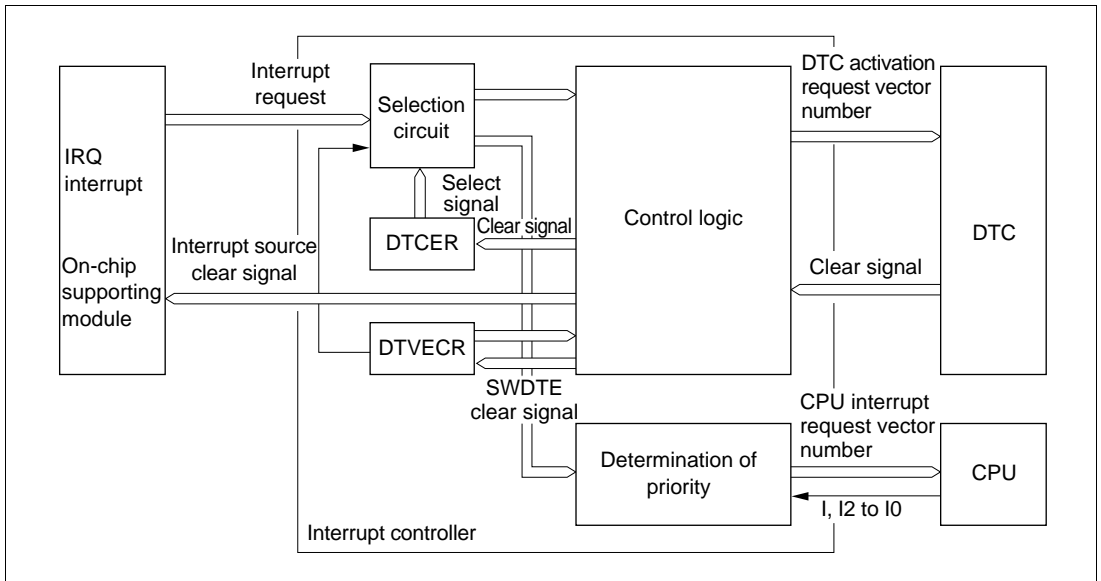 Interrupt
request
DTC activation
request vector
number
Selection
circuit
IRQ
interrupt
Select
signal
Control logic
DTC
DTCER
Clear signal
Interrupt source
clear signal
Clear signal
On-chip
supporting
module
DTVECR
SWDTE
clear signal
CPU interrupt
request vector
number
Determination of
priority
CPU
I, I2 to I0
Interrupt controller